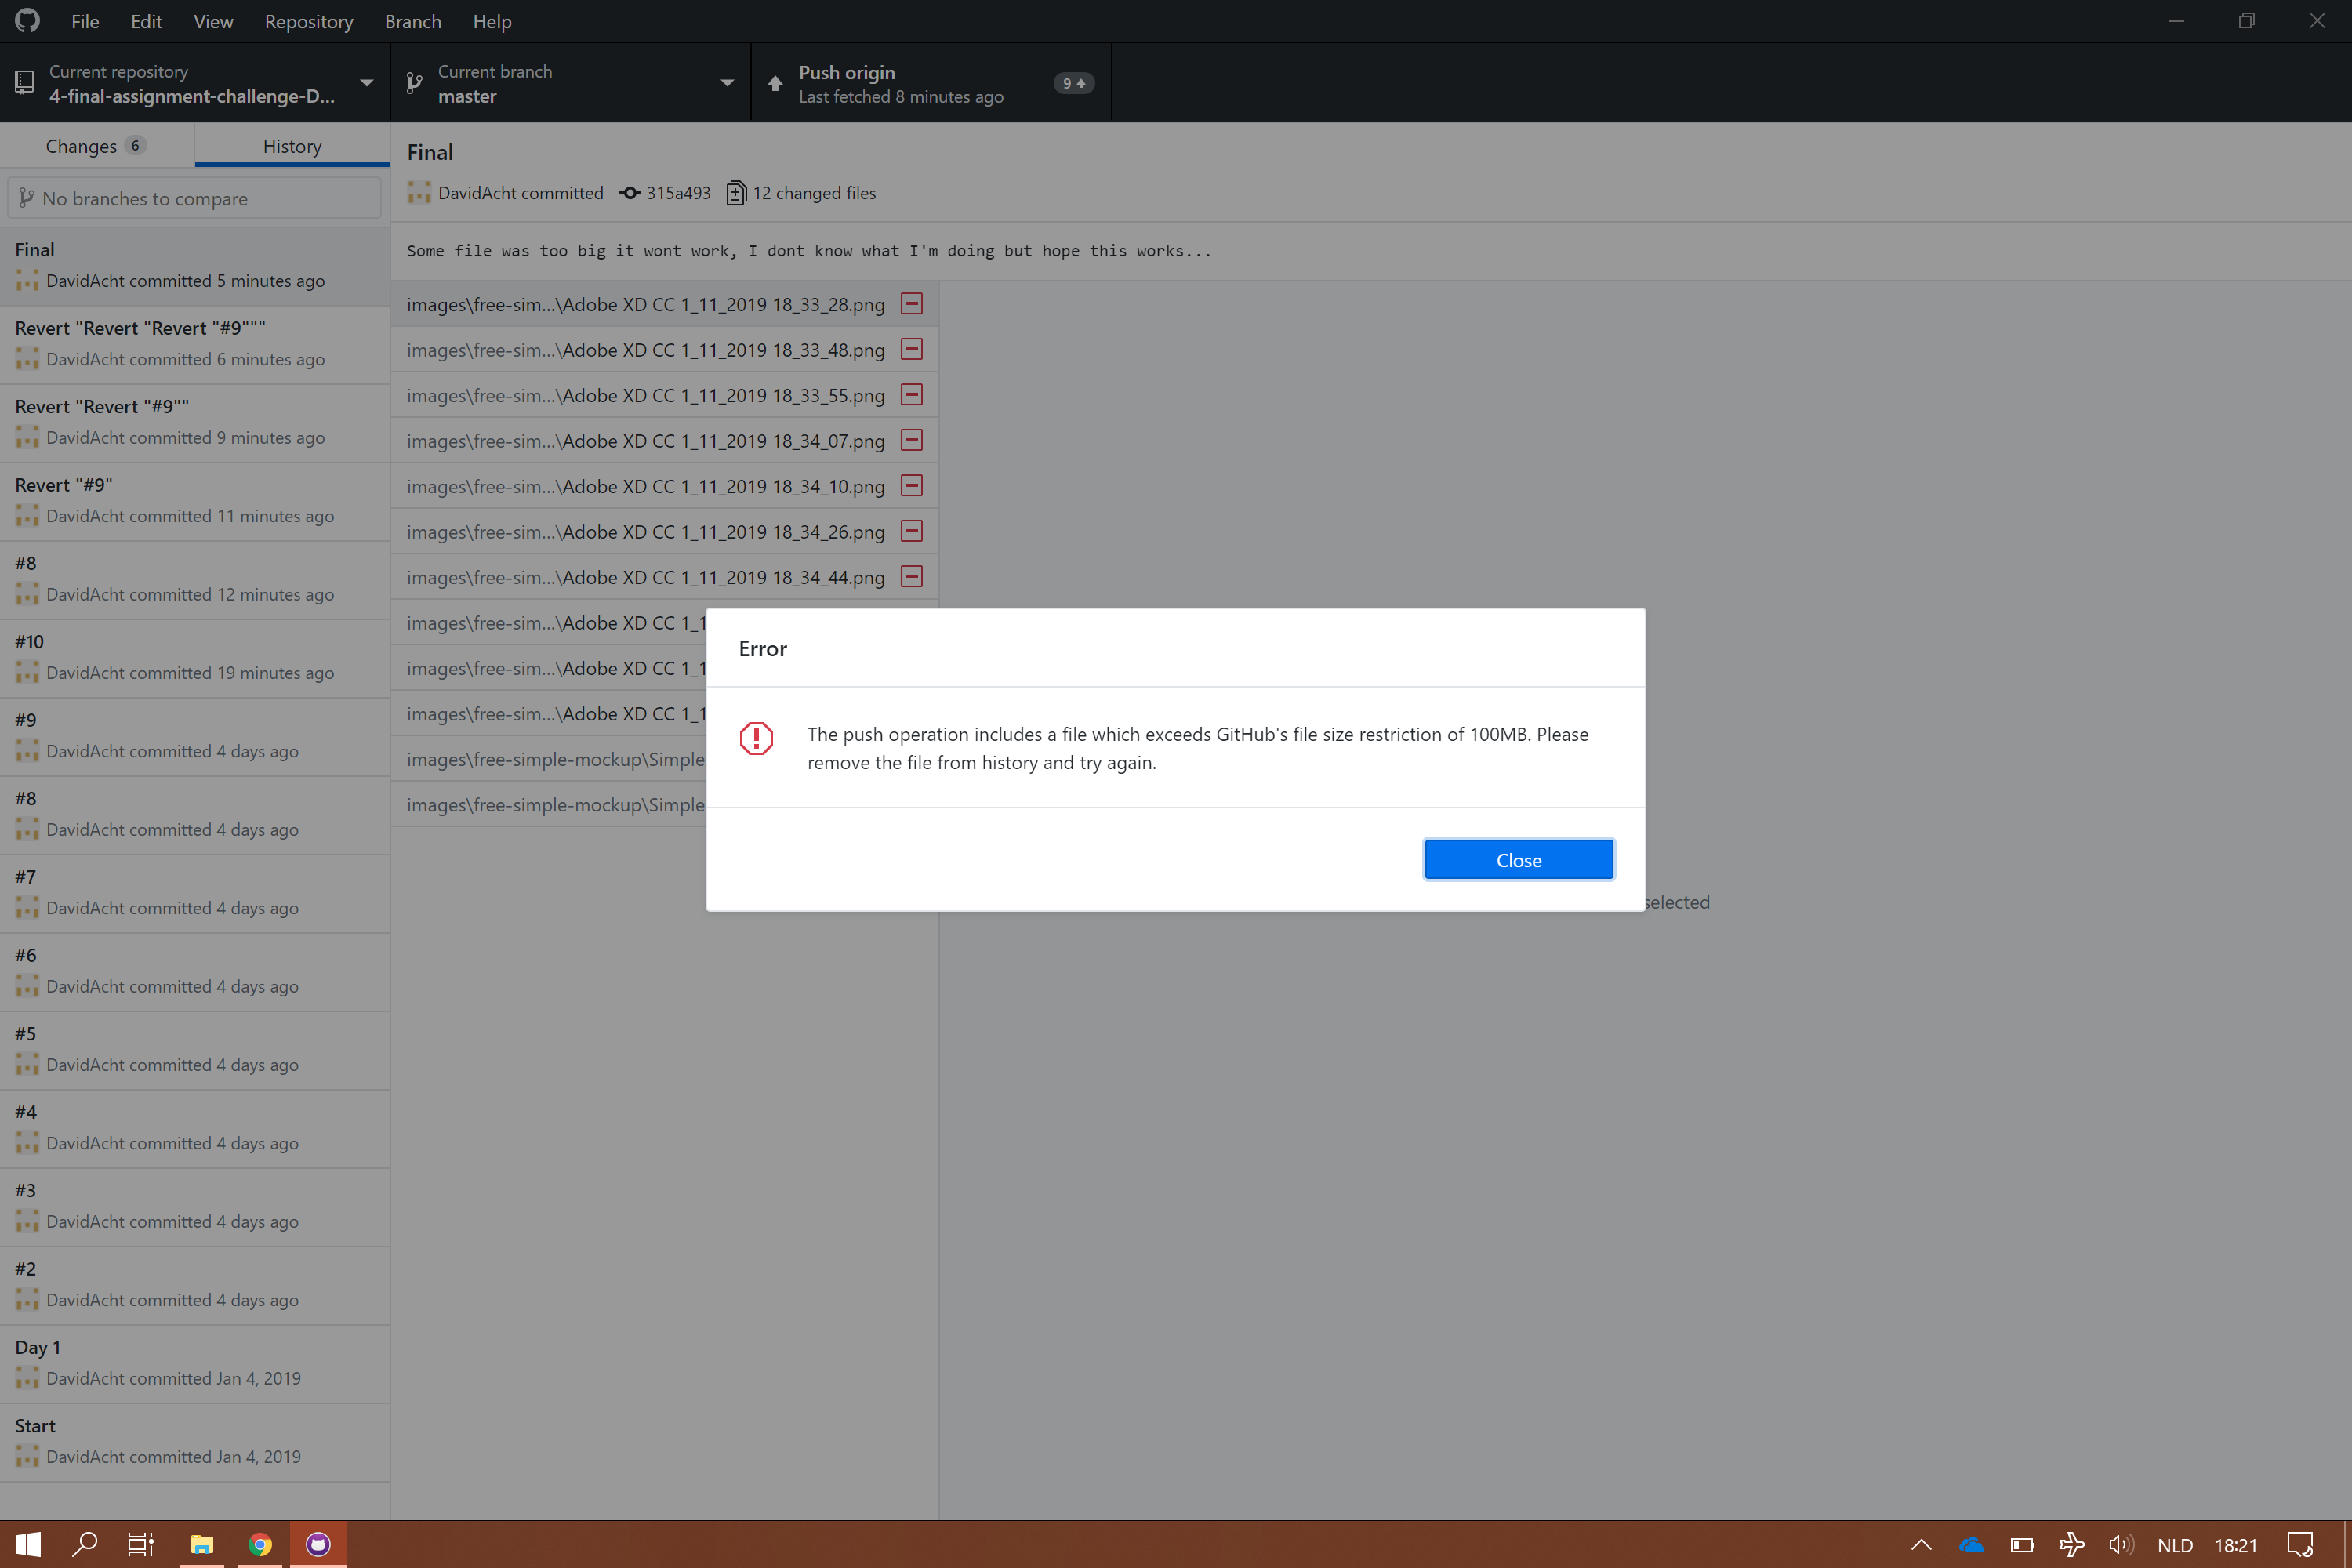 File Edit View Repository Branch Help
Current repository
4-final-assignment-challenge-D...
Current branch
master
Push origin
Last fetched 8 minutes ago
9
Changes 6
History
No branches to compare
Final
DavidAcht committed 5 minutes ago
Revert "Revert "Revert "#9"""
DavidAcht committed 6 minutes ago
Revert "Revert "#9""
DavidAcht committed 9 minutes ago
Revert "#9"
DavidAcht committed 11 minutes ago
#8
DavidAcht committed 12 minutes ago
#10
DavidAcht committed 19 minutes ago
#9
DavidAcht committed 4 days ago
#8
DavidAcht committed 4 days ago
#7
DavidAcht committed 4 days ago
#6
DavidAcht committed 4 days ago
#5
DavidAcht committed 4 days ago
#4
DavidAcht committed 4 days ago
#3
DavidAcht committed 4 days ago
#2
DavidAcht committed 4 days ago
Day 1
DavidAcht committed Jan 4, 2019
Start
DavidAcht committed Jan 4, 2019
Final
DavidAcht committed 315a493 12 changed files
Some file was too big it wont work, I dont know what I'm doing but hope this works...
images\free-sim...\Adobe XD CC 1_11_2019 18_33_28.png
images\free-sim...\Adobe XD CC 1_11_2019 18_33_48.png
images\free-sim...\Adobe XD CC 1_11_2019 18_33_55.png
images\free-sim...\Adobe XD CC 1_11_2019 18_34_07.png
images\free-sim...\Adobe XD CC 1_11_2019 18_34_10.png
images\free-sim...\Adobe XD CC 1_11_2019 18_34_26.png
images\free-sim...\Adobe XD CC 1_11_2019 18_34_44.png
images\free-sim...\Adobe XD CC 1_1
images\free-sim...\Adobe XD CC 1_1
images\free-sim...\Adobe XD CC 1_1
images\free-simple-mockup\Simple
images\free-simple-mockup\Simple
Error
The push operation includes a file which exceeds GitHub's file size restriction of 100MB. Please
remove the file from history and try again.
Close
selected
NLD 18:21